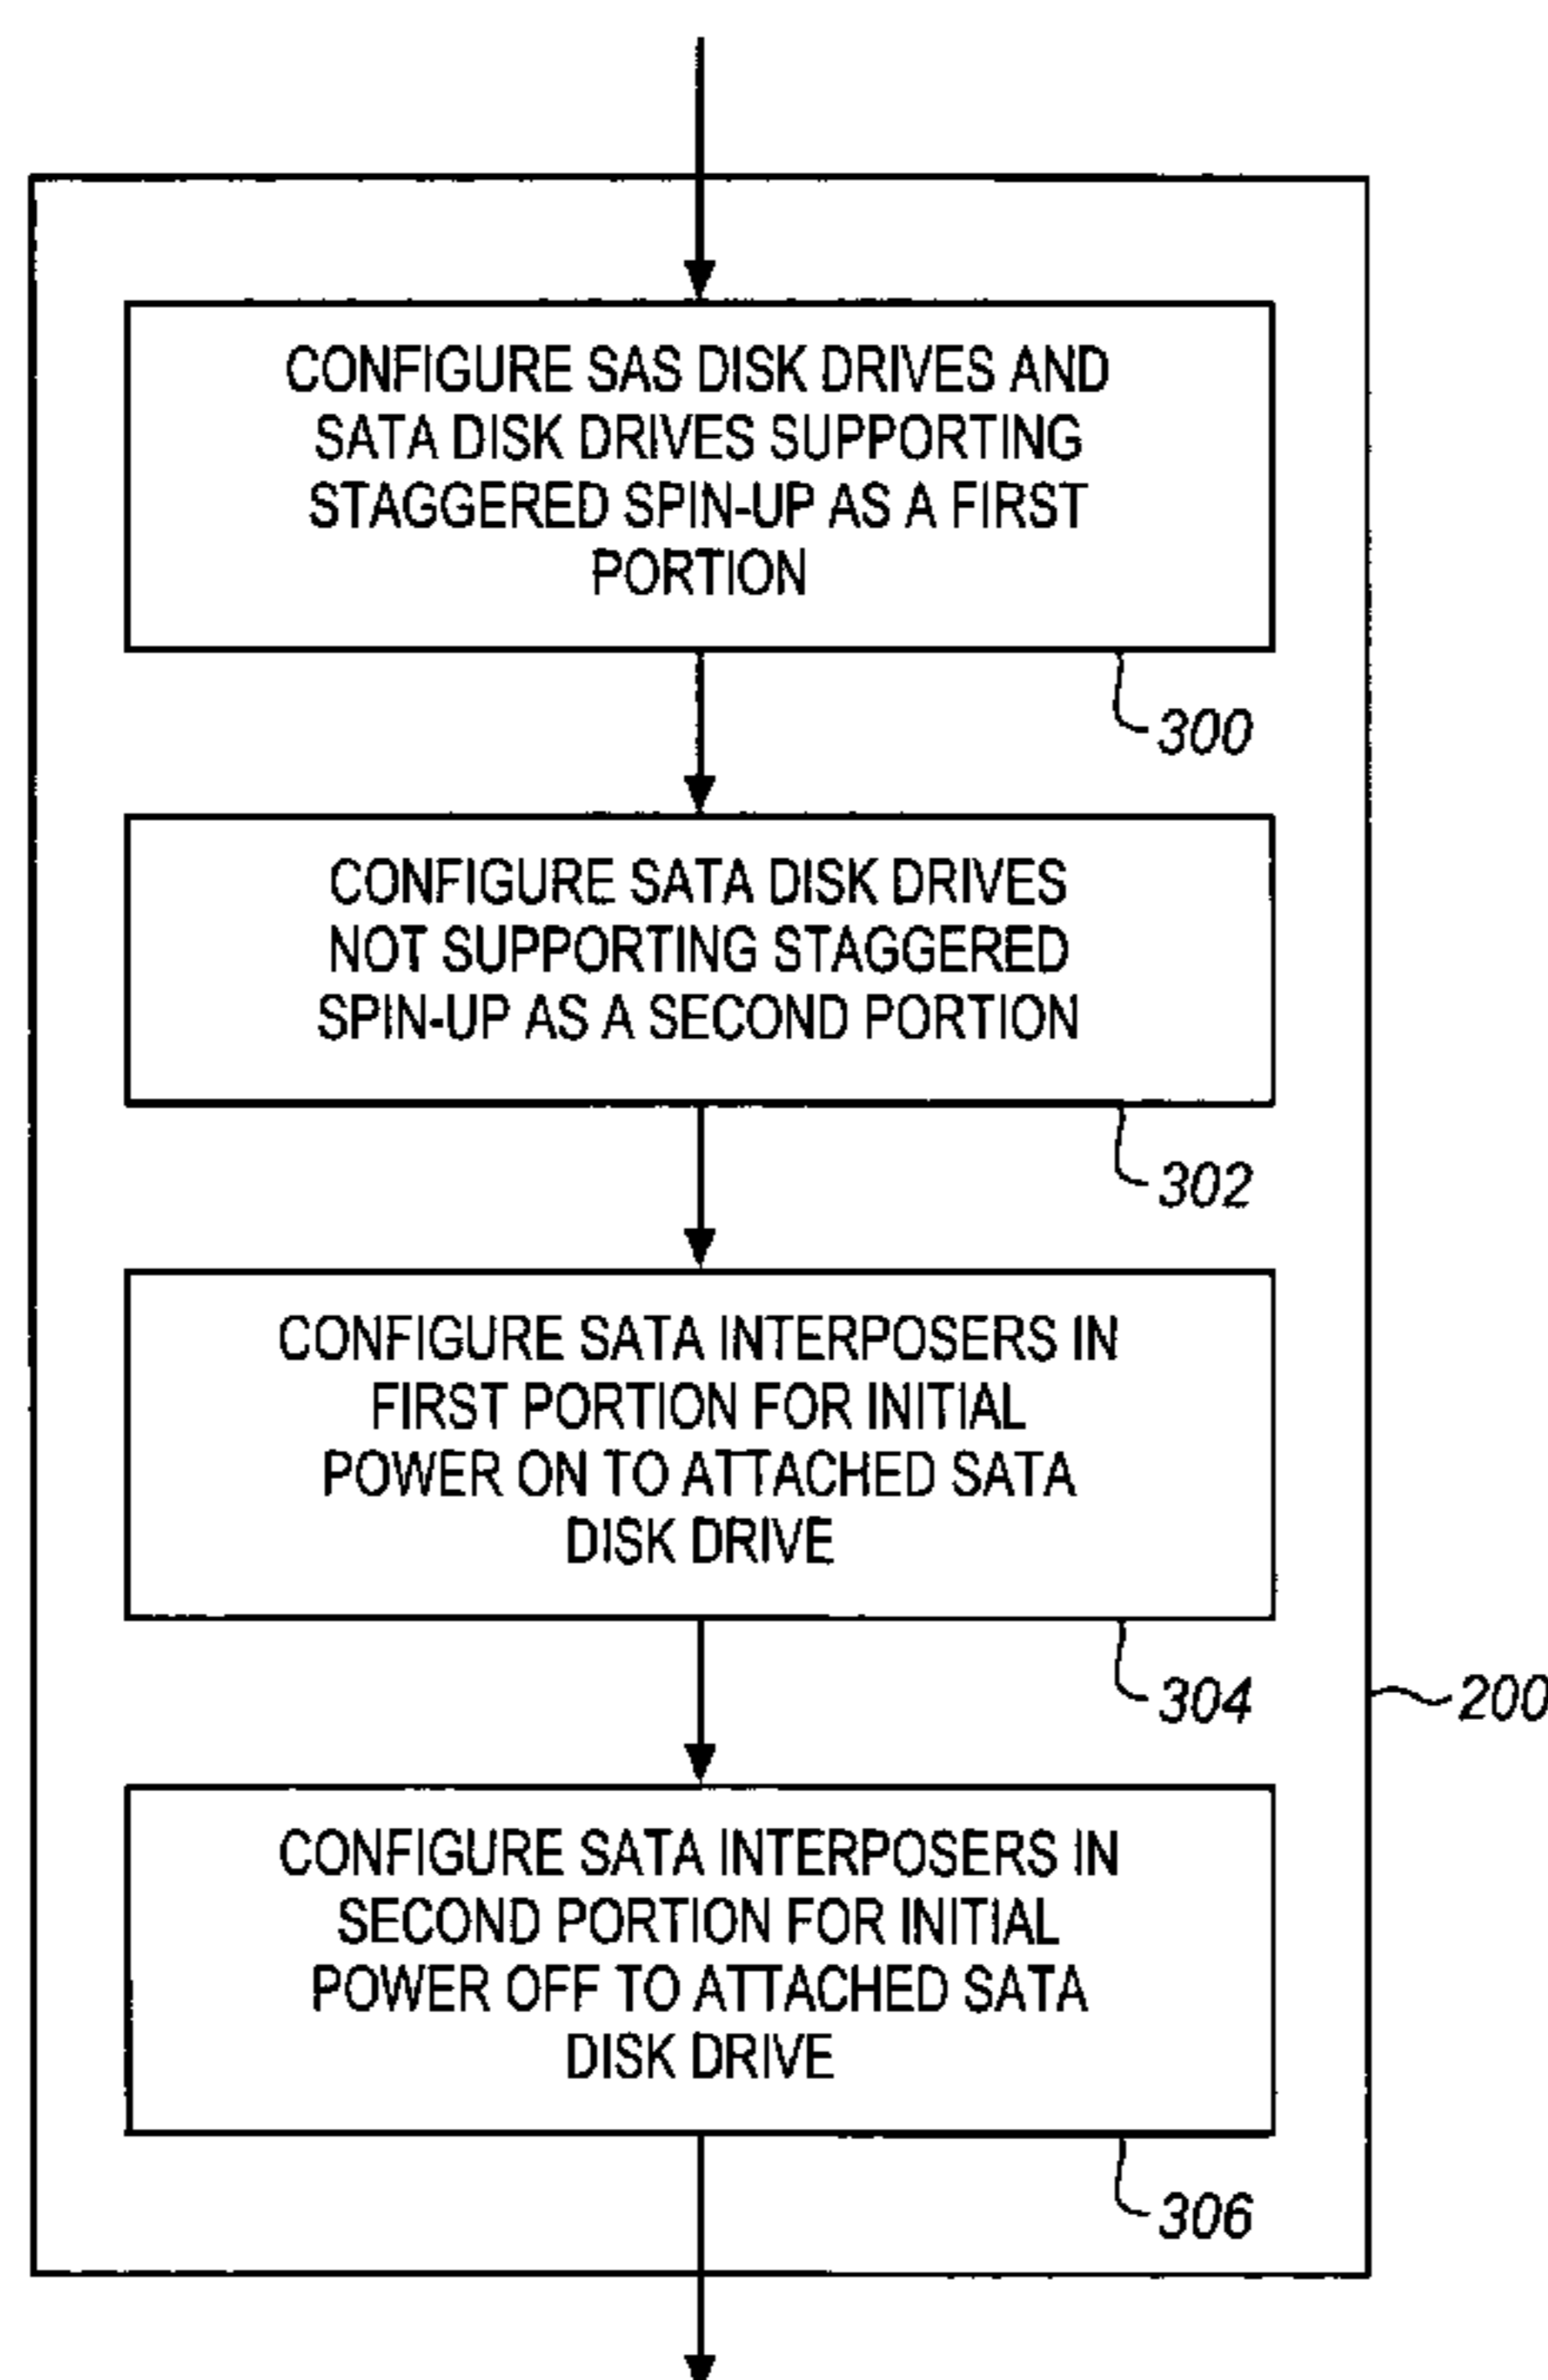 CONFIGURE SAS DISK DRIVES AND
SATA DISK DRIVES SUPPORTING
STAGGERED SPIN-UP AS A FIRST
PORTION
300
CONFIGURE SATA DISK DRIVES
NOT SUPPORTING STAGGERED
SPIN-UP AS A SECOND PORTION
302
CONFIGURE SATA INTERPOSERS IN
FIRST PORTION FOR INITIAL
POWER ON TO ATTACHED SATA
DISK DRIVE
304
200
CONFIGURE SATA INTERPOSERS IN
SECOND PORTION FOR INITIAL
POWER OFF TO ATTACHED SATA
DISK DRIVE
306